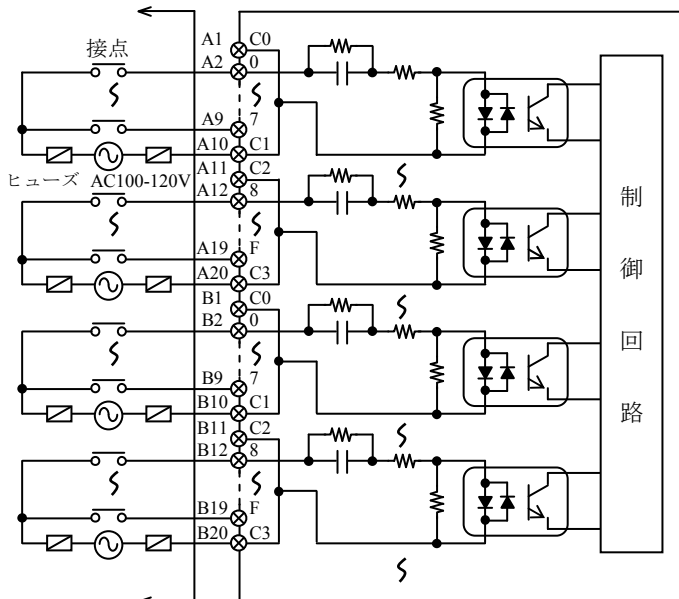 接点
A1 C0
A2 0
A9 7
A10 C1
ヒューズ AC100-120V
A11 C2
A12 8
A19 F
A20 C3
B1 C0
B2 0
B9 7
B10 C1
B11 C2
B12 8
B19 F
B20 C3
制
御
回
路